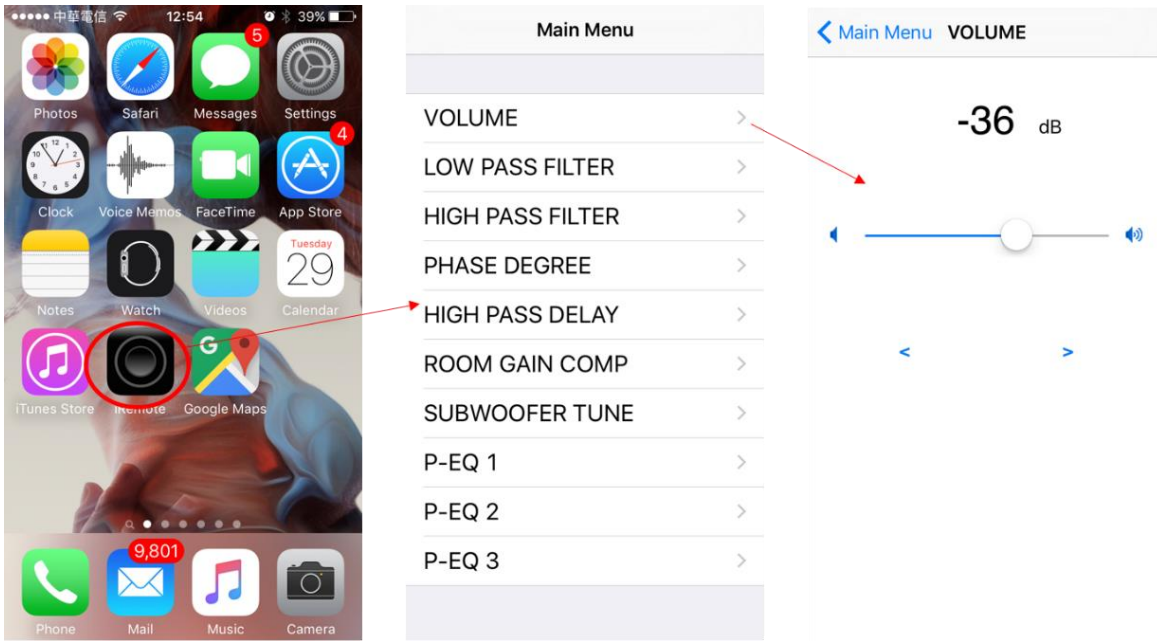 ●●●●● 中華電信 12:54 39%
5
Photos Safari Messages Settings
4
Clock Voice Memos FaceTime App Store
Tuesday
29
Notes Watch Videos Calendar
G
iTunes Store iRemote Google Maps
9,801
Phone Mail Music Camera
Main Menu
VOLUME >
LOW PASS FILTER >
HIGH PASS FILTER >
PHASE DEGREE >
HIGH PASS DELAY >
ROOM GAIN COMP >
SUBWOOFER TUNE >
P-EQ 1 >
P-EQ 2 >
P-EQ 3 >
Main Menu VOLUME
-36 dB
< >